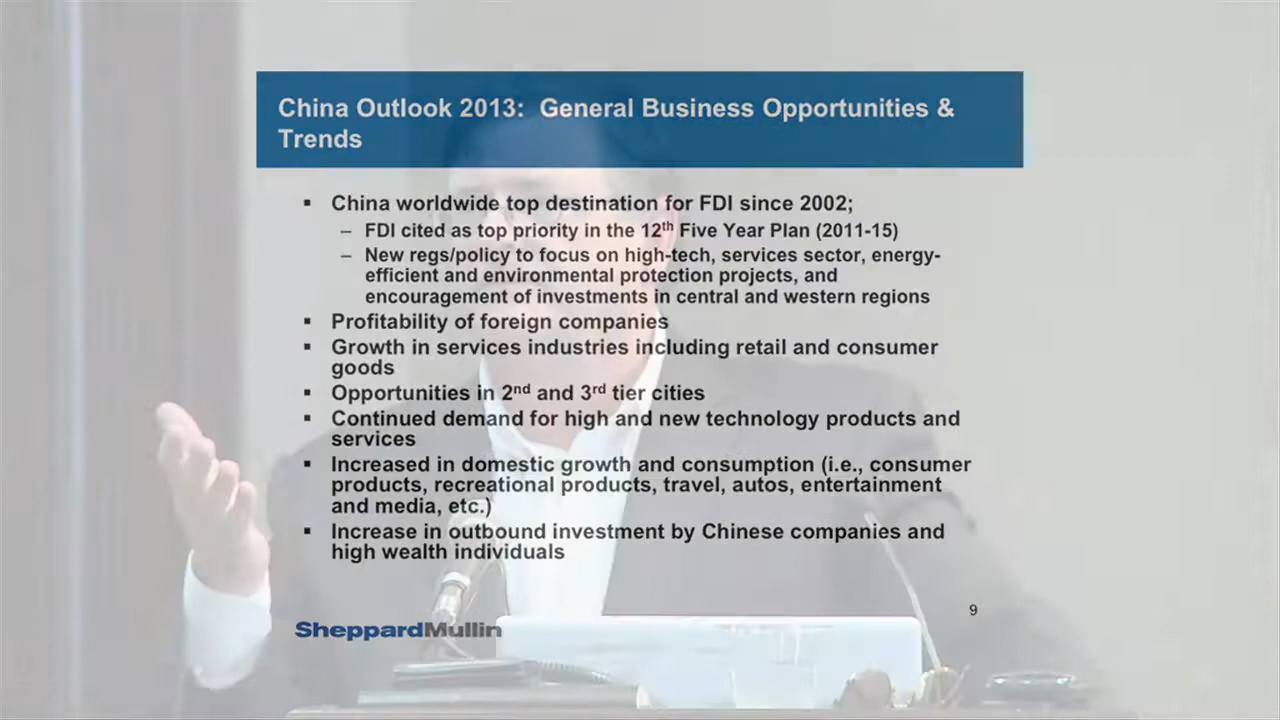 China Outlook 2013: General Business Opportunities &
Trends
▪ China worldwide top destination for FDI since 2002;
– FDI cited as top priority in the 12th Five Year Plan (2011-15)
– New regs/policy to focus on high-tech, services sector, energy-
efficient and environmental protection projects, and
encouragement of investments in central and western regions
▪ Profitability of foreign companies
▪ Growth in services industries including retail and consumer
goods
▪ Opportunities in 2nd and 3rd tier cities
▪ Continued demand for high and new technology products and
services
▪ Increased in domestic growth and consumption (i.e., consumer
products, recreational products, travel, autos, entertainment
and media, etc.)
▪ Increase in outbound investment by Chinese companies and
high wealth individuals
9
SheppardMullin